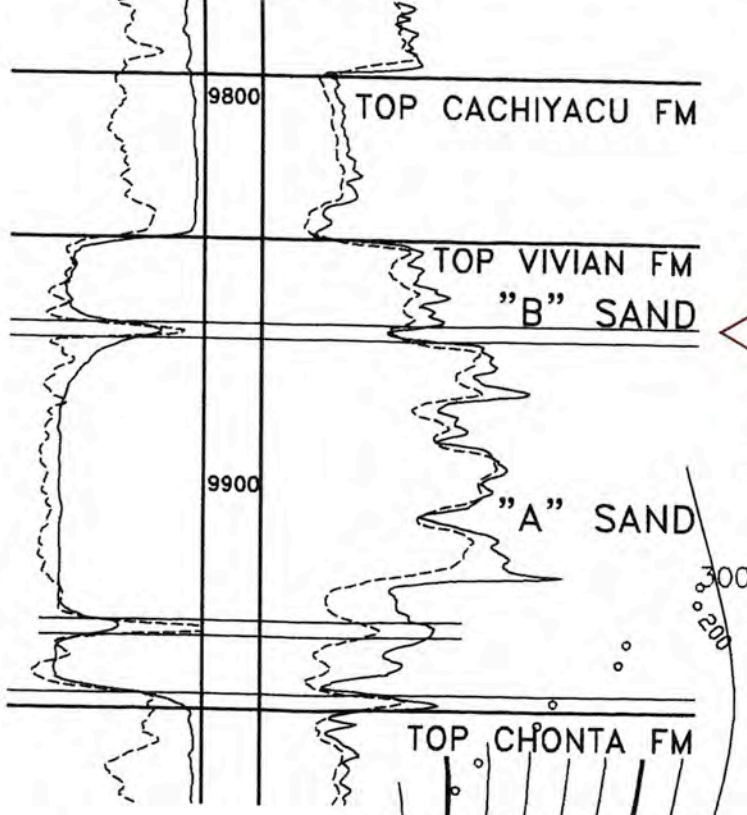 9800
TOP CACHIYACU FM
TOP VIVIAN FM
"B" SAND
9900
"A" SAND
300
200
TOP CHONTA FM